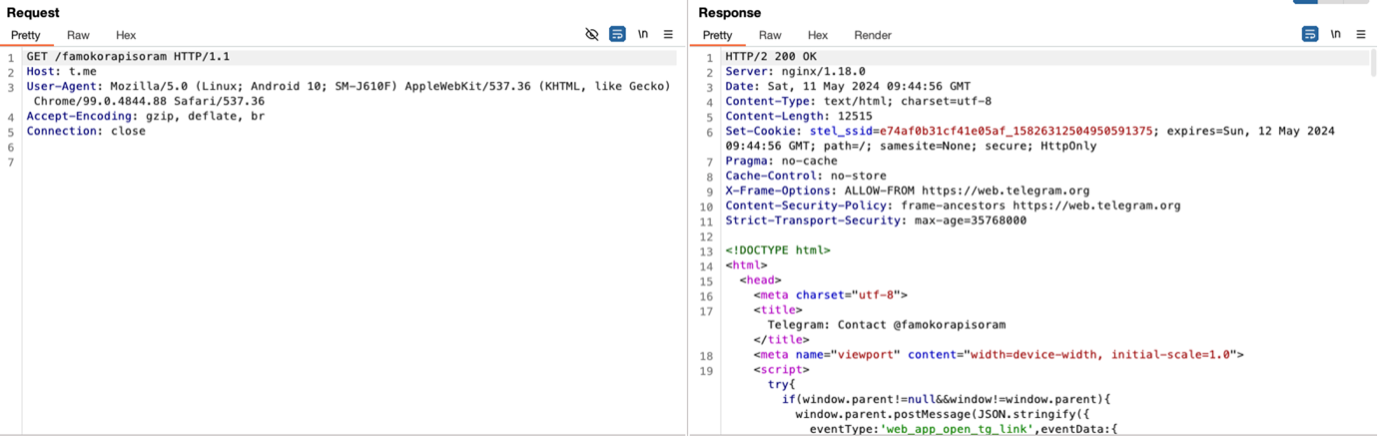 Request
Pretty Raw Hex \n
1 GET /famokorapisoram HTTP/1.1
2 Host: t.me
3 User-Agent: Mozilla/5.0 (Linux; Android 10; SM-J610F) AppleWebKit/537.36 (KHTML, like Gecko)
Chrome/99.0.4844.88 Safari/537.36
4 Accept-Encoding: gzip, deflate, br
5 Connection: close
6
7
Response
Pretty Raw Hex Render \n
1 HTTP/2 200 OK
2 Server: nginx/1.18.0
3 Date: Sat, 11 May 2024 09:44:56 GMT
4 Content-Type: text/html; charset=utf-8
5 Content-Length: 12515
6 Set-Cookie: stel_ssid=e74af0b31cf41e05af_15826312504950591375; expires=Sun, 12 May 2024
09:44:56 GMT; path=/; samesite=None; secure; HttpOnly
7 Pragma: no-cache
8 Cache-Control: no-store
9 X-Frame-Options: ALLOW-FROM https://web.telegram.org
10 Content-Security-Policy: frame-ancestors https://web.telegram.org
11 Strict-Transport-Security: max-age=35768000
12
13 <!DOCTYPE html>
14 <html>
15 <head>
16 <meta charset="utf-8">
17 <title>
Telegram: Contact @famokorapisoram
</title>
18 <meta name="viewport" content="width=device-width, initial-scale=1.0">
19 <script>
try{
if(window.parent!=null&&window!=window.parent){
window.parent.postMessage(JSON.stringify({
eventType:'web_app_open_tg_link',eventData:{